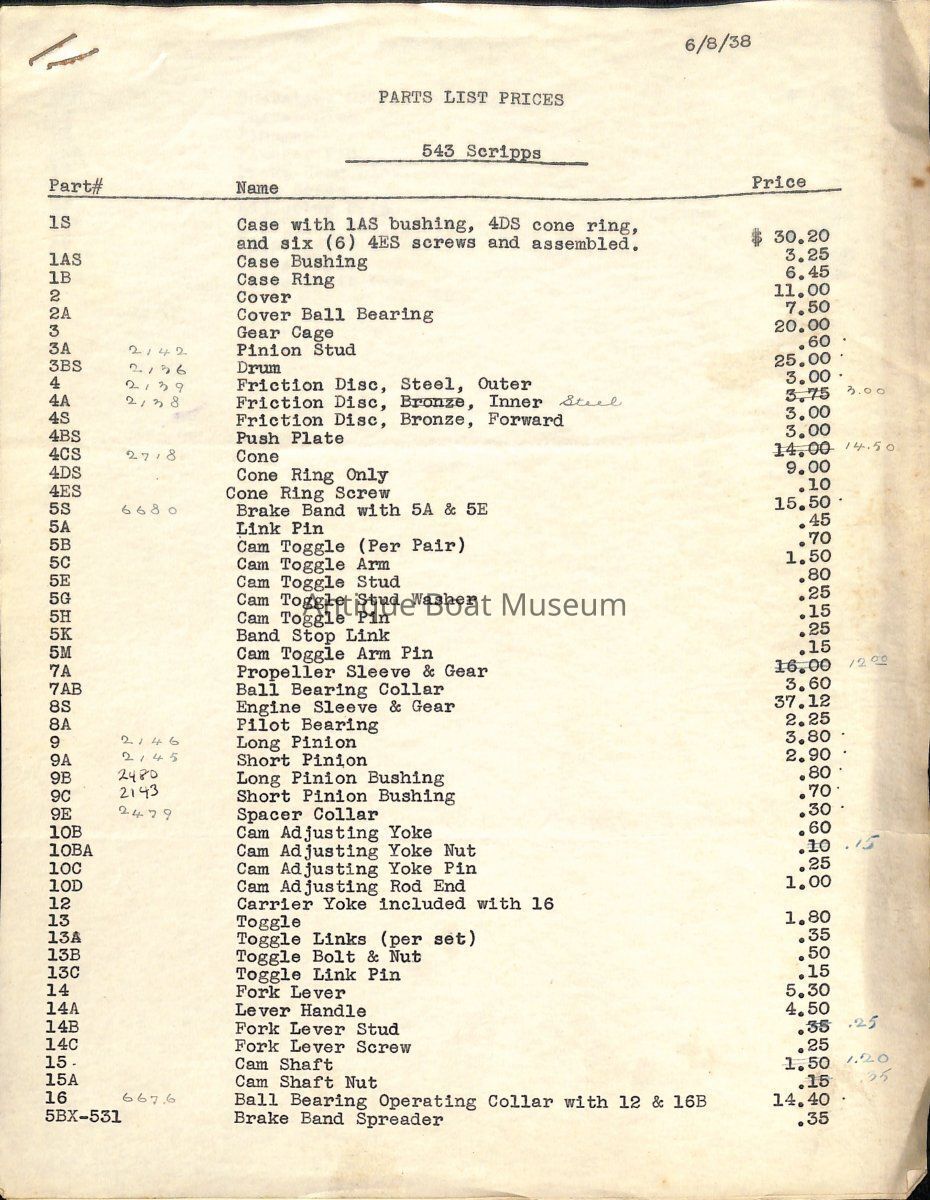 6/8/38
PARTS LIST PRICES
543 Scripps
Part# Name Price
1S Case with 1AS bushing, 4DS cone ring,
and six (6) 4ES screws and assembled. $ 30.20
1AS Case Bushing 3.25
1B Case Ring 6.45
2 Cover 11.00
2A Cover Ball Bearing 7.50
3 Gear Cage 20.00
3A 2142 Pinion Stud .60
3BS 2136 Drum 25.00
4 2139 Friction Disc, Steel, Outer 3.00
4A 2138 Friction Disc, Bronze, Inner Steel 3.75 3.00
4S Friction Disc, Bronze, Forward 3.00
4BS Push Plate 3.00
4CS 2718 Cone 14.00 14.50
4DS Cone Ring Only 9.00
4ES Cone Ring Screw .10
5S 6680 Brake Band with 5A & 5E 15.50
5A Link Pin .45
5B Cam Toggle (Per Pair) .70
5C Cam Toggle Arm 1.50
5E Cam Toggle Stud .80
5G Cam Toggle Stud Washer .25
Antique Boat Museum
5H Cam Toggle Pin .15
5K Band Stop Link .25
5M Cam Toggle Arm Pin .15
7A Propeller Sleeve & Gear 16.00 12.00
7AB Ball Bearing Collar 3.60
8S Engine Sleeve & Gear 37.12
8A Pilot Bearing 2.25
9 2146 Long Pinion 3.80
9A 2145 Short Pinion 2.90
9B 2480 Long Pinion Bushing .80
9C 2143 Short Pinion Bushing .70
9E 2479 Spacer Collar .30
10B Cam Adjusting Yoke .60
10BA Cam Adjusting Yoke Nut .10 .15
10C Cam Adjusting Yoke Pin .25
10D Cam Adjusting Rod End 1.00
12 Carrier Yoke included with 16
13 Toggle 1.80
13A Toggle Links (per set) .35
13B Toggle Bolt & Nut .50
13C Toggle Link Pin .15
14 Fork Lever 5.30
14A Lever Handle 4.50
14B Fork Lever Stud .35 .25
14C Fork Lever Screw .25
15 Cam Shaft 1.50 1.20
15A Cam Shaft Nut .15 .35
16 6676 Ball Bearing Operating Collar with 12 & 16B 14.40
5BX-531 Brake Band Spreader .35